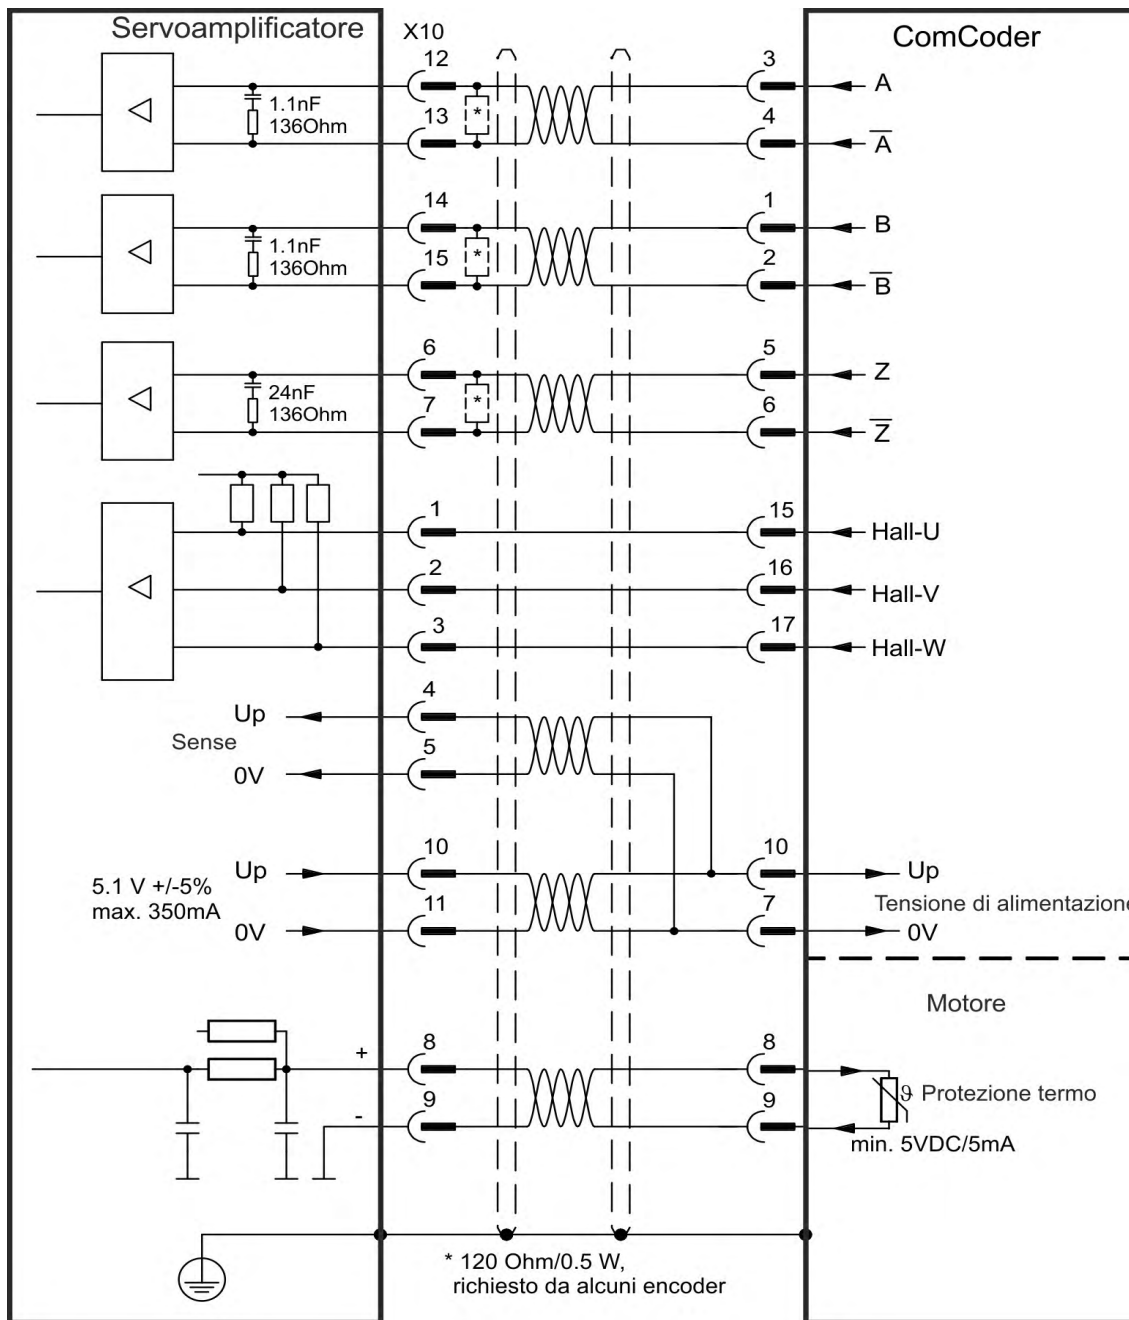 Servoamplificatore
X10
ComCoder
12
3
A
1.1nF
136Ohm
*
13
4
A̅
14
1
B
1.1nF
136Ohm
*
15
2
B̅
6
5
Z
24nF
136Ohm
*
7
6
Z̅
1
15
Hall-U
2
16
Hall-V
3
17
Hall-W
4
Up
Sense
5
0V
10
10
Up
Up
5.1 V +/-5%
max. 350mA
Tensione di alimentazione
11
7
0V
0V
Motore
+
8
8
ϑ Protezione termo
-
9
9
min. 5VDC/5mA
* 120 Ohm/0.5 W,
richiesto da alcuni encoder